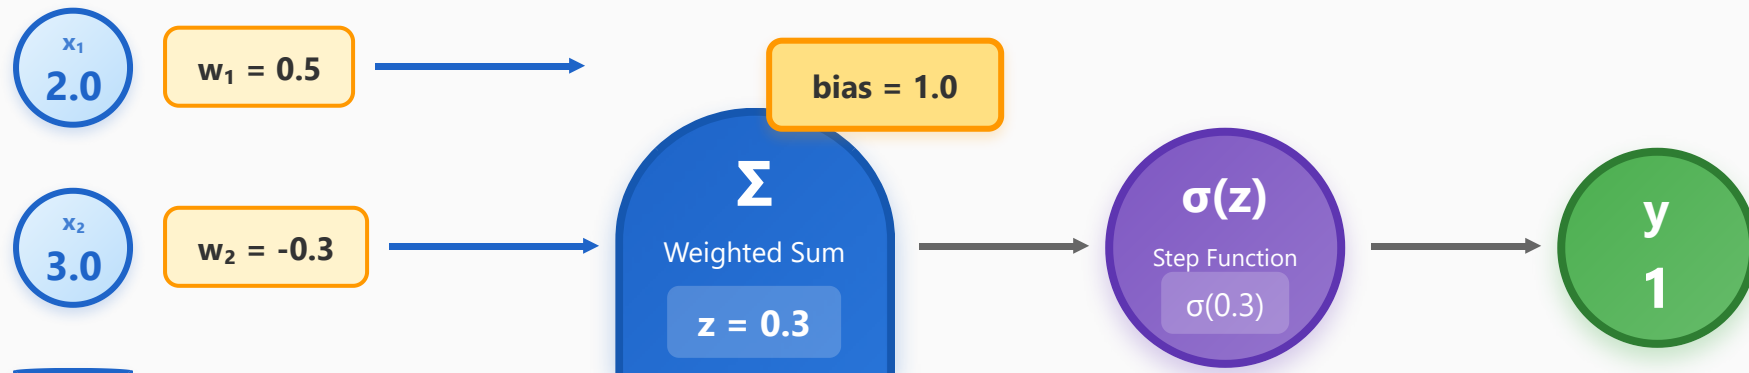 x₁
2.0
w₁ = 0.5
bias = 1.0
x₂
3.0
w₂ = -0.3
Σ
Weighted Sum
z = 0.3
σ(z)
Step Function
σ(0.3)
y
1